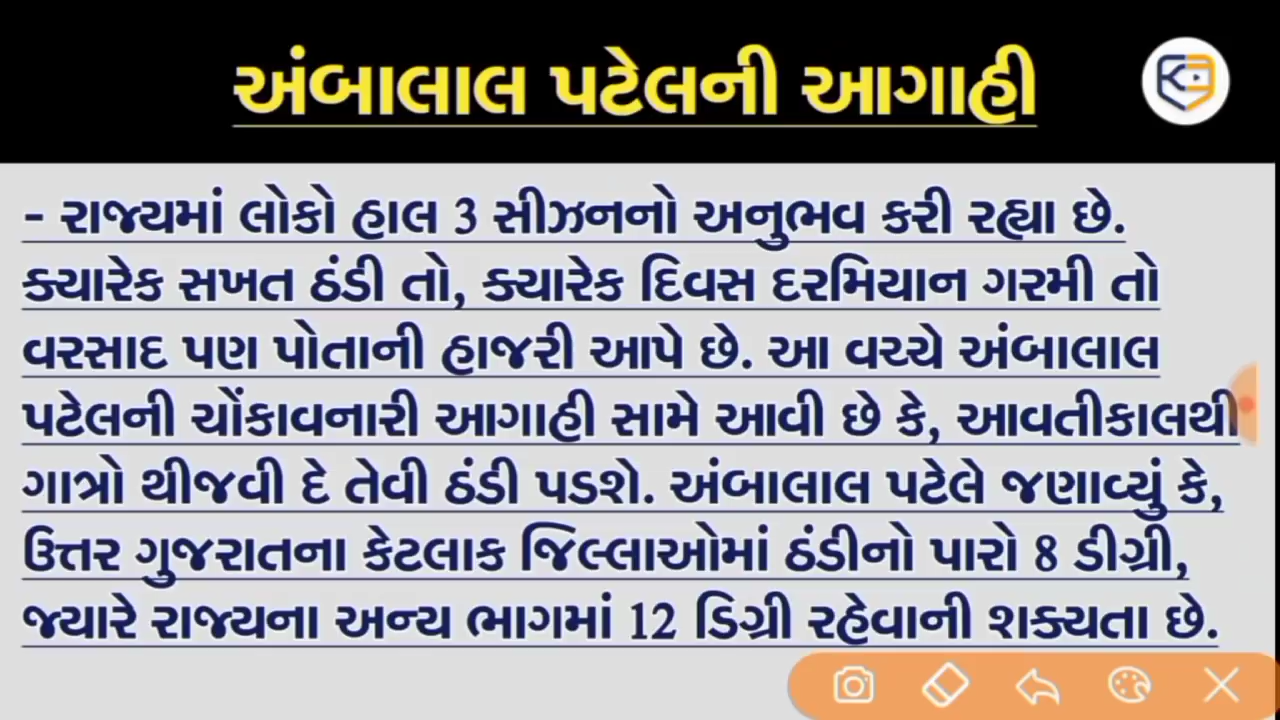 અંબાલાલ પટેલની આગાહી
- રાજ્યમાં લોકો હાલ 3 સીઝનનો અનુભવ કરી રહ્યા છે.
ક્યારેક સખત ઠંડી તો, ક્યારેક દિવસ દરમિયાન ગરમી તો
વરસાદ પણ પોતાની હાજરી આપે છે. આ વચ્ચે અંબાલાલ
પટેલની ચોંકાવનારી આગાહી સામે આવી છે કે, આવતીકાલથી
ગાત્રો થીજવી દે તેવી ઠંડી પડશે. અંબાલાલ પટેલે જણાવ્યું કે,
ઉત્તર ગુજરાતના કેટલાક જિલ્લાઓમાં ઠંડીનો પારો 8 ડીગ્રી,
જ્યારે રાજ્યના અન્ય ભાગમાં 12 ડિગ્રી રહેવાની શક્યતા છે.